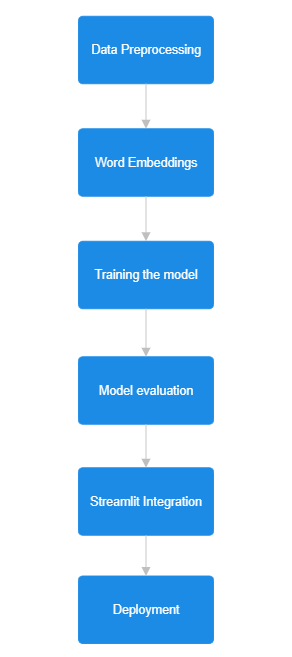 Data Preprocessing
Word Embeddings
Training the model
Model evaluation
Streamlit Integration
Deployment